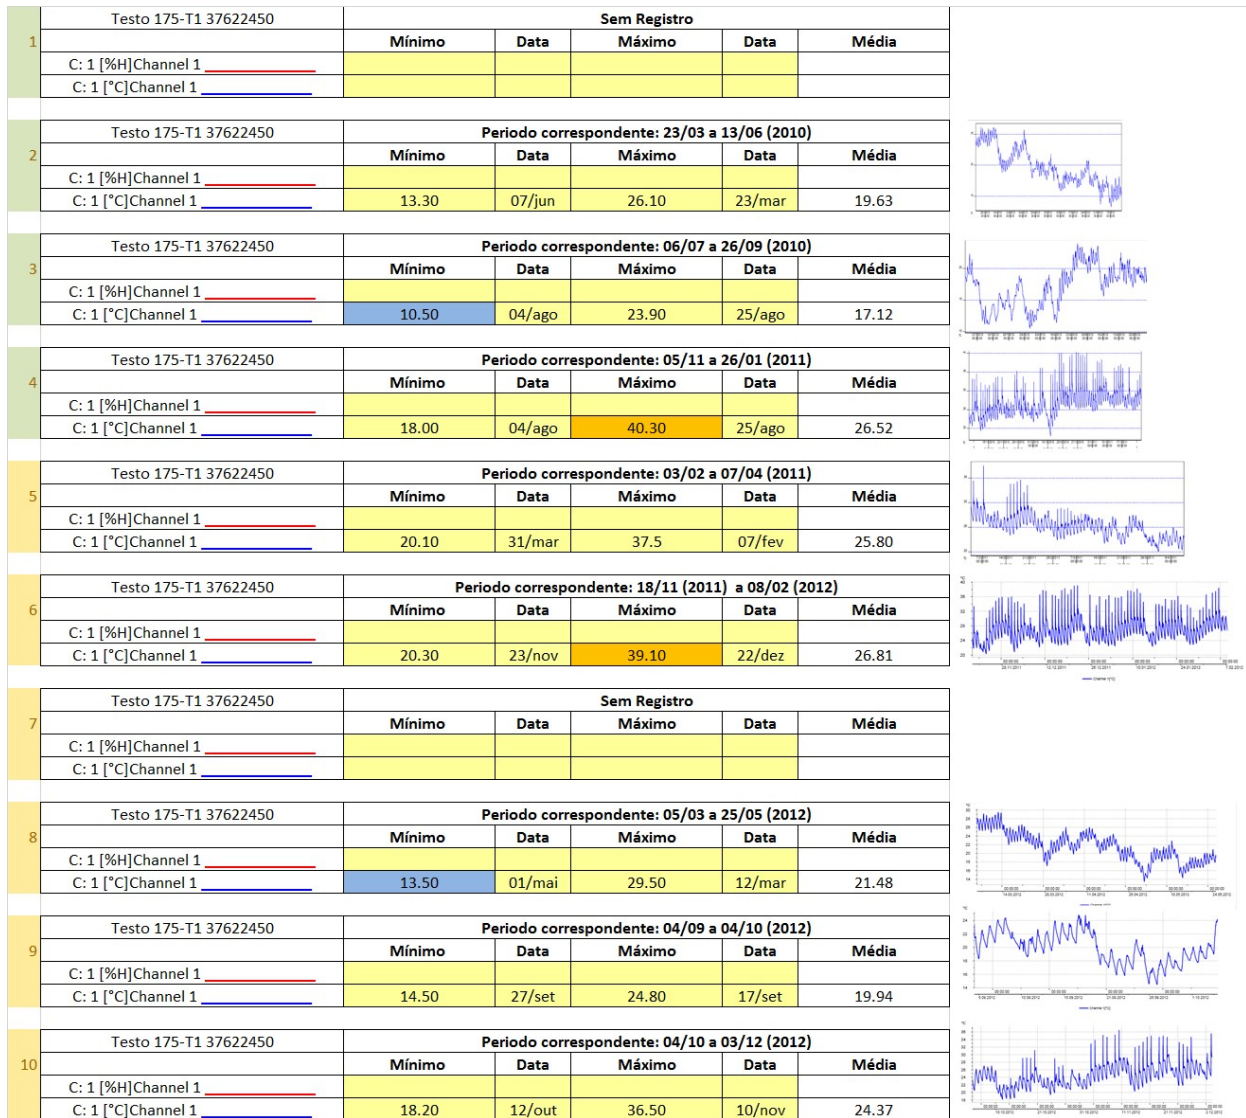 Testo 175-T1 37622450 Sem Registro
1 Mínimo Data Máximo Data Média
C: 1 [%H]Channel 1
C: 1 [°C]Channel 1
Testo 175-T1 37622450 Periodo correspondente: 23/03 a 13/06 (2010)
2 Mínimo Data Máximo Data Média
C: 1 [%H]Channel 1
C: 1 [°C]Channel 1 13.30 07/jun 26.10 23/mar 19.63
Testo 175-T1 37622450 Periodo correspondente: 06/07 a 26/09 (2010)
3 Mínimo Data Máximo Data Média
C: 1 [%H]Channel 1
C: 1 [°C]Channel 1 10.50 04/ago 23.90 25/ago 17.12
Testo 175-T1 37622450 Periodo correspondente: 05/11 a 26/01 (2011)
4 Mínimo Data Máximo Data Média
C: 1 [%H]Channel 1
C: 1 [°C]Channel 1 18.00 04/ago 40.30 25/ago 26.52
Testo 175-T1 37622450 Periodo correspondente: 03/02 a 07/04 (2011)
5 Mínimo Data Máximo Data Média
C: 1 [%H]Channel 1
C: 1 [°C]Channel 1 20.10 31/mar 37.5 07/fev 25.80
Testo 175-T1 37622450 Periodo correspondente: 18/11 (2011) a 08/02 (2012)
6 Mínimo Data Máximo Data Média
C: 1 [%H]Channel 1
C: 1 [°C]Channel 1 20.30 23/nov 39.10 22/dez 26.81
Testo 175-T1 37622450 Sem Registro
7 Mínimo Data Máximo Data Média
C: 1 [%H]Channel 1
C: 1 [°C]Channel 1
Testo 175-T1 37622450 Periodo correspondente: 05/03 a 25/05 (2012)
8 Mínimo Data Máximo Data Média
C: 1 [%H]Channel 1
C: 1 [°C]Channel 1 13.50 01/mai 29.50 12/mar 21.48
Testo 175-T1 37622450 Periodo correspondente: 04/09 a 04/10 (2012)
9 Mínimo Data Máximo Data Média
C: 1 [%H]Channel 1
C: 1 [°C]Channel 1 14.50 27/set 24.80 17/set 19.94
Testo 175-T1 37622450 Periodo correspondente: 04/10 a 03/12 (2012)
10 Mínimo Data Máximo Data Média
C: 1 [%H]Channel 1
C: 1 [°C]Channel 1 18.20 12/out 36.50 10/nov 24.37